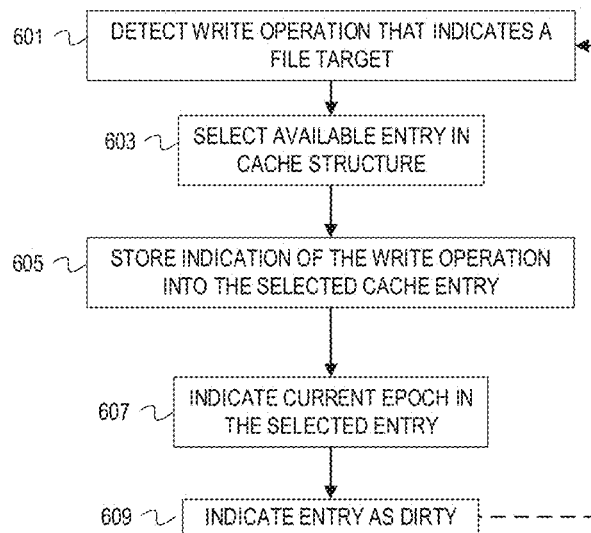 601
DETECT WRITE OPERATION THAT INDICATES A
FILE TARGET
603
SELECT AVAILABLE ENTRY IN
CACHE STRUCTURE
605
STORE INDICATION OF THE WRITE OPERATION
INTO THE SELECTED CACHE ENTRY
607
INDICATE CURRENT EPOCH IN
THE SELECTED ENTRY
609
INDICATE ENTRY AS DIRTY